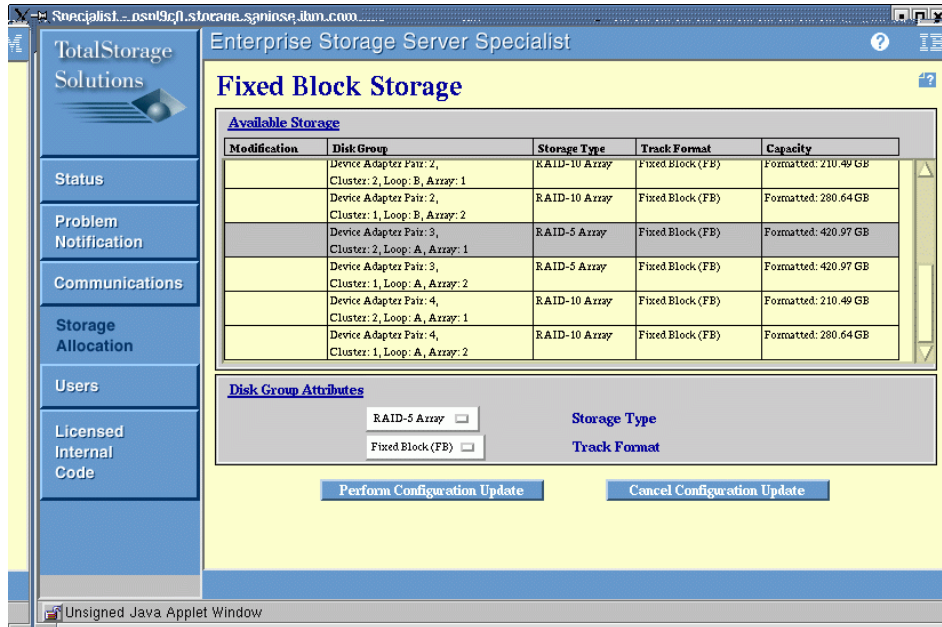 Specialist - psnl9cfl.storage.sanjose.ibm.com
TotalStorage
Solutions
Enterprise Storage Server Specialist
?
Fixed Block Storage
?
Available Storage
Modification Disk Group Storage Type Track Format Capacity
Device Adapter Pair: 2, RAID-10 Array Fixed Block (FB) Formatted: 210.49 GB
Cluster: 2, Loop: B, Array: 1
Device Adapter Pair: 2, RAID-10 Array Fixed Block (FB) Formatted: 280.64 GB
Cluster: 1, Loop: B, Array: 2
Device Adapter Pair: 3, RAID-5 Array Fixed Block (FB) Formatted: 420.97 GB
Cluster: 2, Loop: A, Array: 1
Device Adapter Pair: 3, RAID-5 Array Fixed Block (FB) Formatted: 420.97 GB
Cluster: 1, Loop: A, Array: 2
Device Adapter Pair: 4, RAID-10 Array Fixed Block (FB) Formatted: 210.49 GB
Cluster: 2, Loop: A, Array: 1
Device Adapter Pair: 4, RAID-10 Array Fixed Block (FB) Formatted: 280.64 GB
Cluster: 1, Loop: A, Array: 2
Status
Problem
Notification
Communications
Storage
Allocation
Users
Licensed
Internal
Code
Disk Group Attributes
RAID-5 Array Storage Type
Fixed Block (FB) Track Format
Perform Configuration Update Cancel Configuration Update
Unsigned Java Applet Window